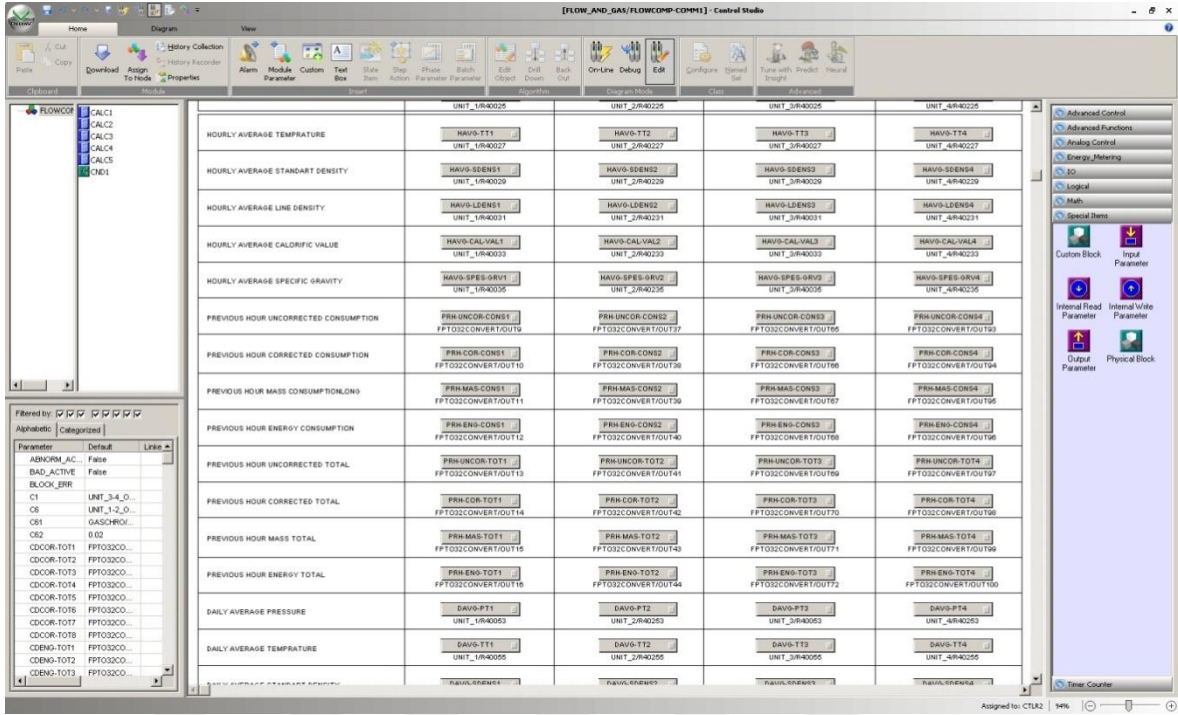 [FLOW_AND_GAS/FLOWCOMP-COMM1] - Control Studio
Home Diagram View
Paste Cut Copy
Clipboard
Download Assign To Node History Collection History Recorder Properties
Module
Alarm Module Parameter Custom Text Box State Item Step Action Phase Parameter Batch Parameter
Insert
Edit Object Drill Down Back Out
Algorithm
On-Line Debug Edit
Diagram Mode
Configure Named Set
Class
Tune with Insight Predict Neural
Advanced
FLOWCOM
CALC1
CALC2
CALC3
CALC4
CALC5
CND1
Filtered by:
Alphabetic Categorized
Parameter Default Linke
ABNORM_AC... False
BAD_ACTIVE False
BLOCK_ERR
C1 UNIT_3-4_O...
C6 UNIT_1-2_O...
C61 GASCHRO/...
C62 0.02
CDCOR-TOT1 FPTO32CO...
CDCOR-TOT2 FPTO32CO...
CDCOR-TOT3 FPTO32CO...
CDCOR-TOT4 FPTO32CO...
CDCOR-TOT5 FPTO32CO...
CDCOR-TOT6 FPTO32CO...
CDCOR-TOT7 FPTO32CO...
CDCOR-TOT8 FPTO32CO...
CDENG-TOT1 FPTO32CO...
CDENG-TOT2 FPTO32CO...
CDENG-TOT3 FPTO32CO...
UNIT_1/R40025 UNIT_2/R40225 UNIT_3/R40025 UNIT_4/R40225
HOURLY AVERAGE TEMPRATURE HAVG-TT1 HAVG-TT2 HAVG-TT3 HAVG-TT4
UNIT_1/R40027 UNIT_2/R40227 UNIT_3/R40027 UNIT_4/R40227
HOURLY AVERAGE STANDART DENSITY HAVG-SDENS1 HAVG-SDENS2 HAVG-SDENS3 HAVG-SDENS4
UNIT_1/R40029 UNIT_2/R40229 UNIT_3/R40029 UNIT_4/R40229
HOURLY AVERAGE LINE DENSITY HAVG-LDENS1 HAVG-LDENS2 HAVG-LDENS3 HAVG-LDENS4
UNIT_1/R40031 UNIT_2/R40231 UNIT_3/R40031 UNIT_4/R40231
HOURLY AVERAGE CALORIFIC VALUE HAVG-CAL-VAL1 HAVG-CAL-VAL2 HAVG-CAL-VAL3 HAVG-CAL-VAL4
UNIT_1/R40033 UNIT_2/R40233 UNIT_3/R40033 UNIT_4/R40233
HOURLY AVERAGE SPECIFIC GRAVITY HAVG-SPES-GRV1 HAVG-SPES-GRV2 HAVG-SPES-GRV3 HAVG-SPES-GRV4
UNIT_1/R40035 UNIT_2/R40235 UNIT_3/R40035 UNIT_4/R40235
PREVIOUS HOUR UNCORRECTED CONSUMPTION PRH-UNCOR-CONS1 PRH-UNCOR-CONS2 PRH-UNCOR-CONS3 PRH-UNCOR-CONS4
FPTO32CONVERT/OUT9 FPTO32CONVERT/OUT37 FPTO32CONVERT/OUT65 FPTO32CONVERT/OUT93
PREVIOUS HOUR CORRECTED CONSUMPTION PRH-COR-CONS1 PRH-COR-CONS2 PRH-COR-CONS3 PRH-COR-CONS4
FPTO32CONVERT/OUT10 FPTO32CONVERT/OUT38 FPTO32CONVERT/OUT66 FPTO32CONVERT/OUT94
PREVIOUS HOUR MASS CONSUMPTIONLONG PRH-MAS-CONS1 PRH-MAS-CONS2 PRH-MAS-CONS3 PRH-MAS-CONS4
FPTO32CONVERT/OUT11 FPTO32CONVERT/OUT39 FPTO32CONVERT/OUT67 FPTO32CONVERT/OUT95
PREVIOUS HOUR ENERGY CONSUMPTION PRH-ENG-CONS1 PRH-ENG-CONS2 PRH-ENG-CONS3 PRH-ENG-CONS4
FPTO32CONVERT/OUT12 FPTO32CONVERT/OUT40 FPTO32CONVERT/OUT68 FPTO32CONVERT/OUT96
PREVIOUS HOUR UNCORRECTED TOTAL PRH-UNCOR-TOT1 PRH-UNCOR-TOT2 PRH-UNCOR-TOT3 PRH-UNCOR-TOT4
FPTO32CONVERT/OUT13 FPTO32CONVERT/OUT41 FPTO32CONVERT/OUT69 FPTO32CONVERT/OUT97
PREVIOUS HOUR CORRECTED TOTAL PRH-COR-TOT1 PRH-COR-TOT2 PRH-COR-TOT3 PRH-COR-TOT4
FPTO32CONVERT/OUT14 FPTO32CONVERT/OUT42 FPTO32CONVERT/OUT70 FPTO32CONVERT/OUT98
PREVIOUS HOUR MASS TOTAL PRH-MAS-TOT1 PRH-MAS-TOT2 PRH-MAS-TOT3 PRH-MAS-TOT4
FPTO32CONVERT/OUT15 FPTO32CONVERT/OUT43 FPTO32CONVERT/OUT71 FPTO32CONVERT/OUT99
PREVIOUS HOUR ENERGY TOTAL PRH-ENG-TOT1 PRH-ENG-TOT2 PRH-ENG-TOT3 PRH-ENG-TOT4
FPTO32CONVERT/OUT16 FPTO32CONVERT/OUT44 FPTO32CONVERT/OUT72 FPTO32CONVERT/OUT100
DAILY AVERAGE PRESSURE DAVG-PT1 DAVG-PT2 DAVG-PT3 DAVG-PT4
UNIT_1/R40053 UNIT_2/R40253 UNIT_3/R40053 UNIT_4/R40253
DAILY AVERAGE TEMPRATURE DAVG-TT1 DAVG-TT2 DAVG-TT3 DAVG-TT4
UNIT_1/R40055 UNIT_2/R40255 UNIT_3/R40055 UNIT_4/R40255
DAILY AVERAGE STANDART DENSITY DAVG-SDENS1 DAVG-SDENS2 DAVG-SDENS3 DAVG-SDENS4
Advanced Control
Advanced Functions
Analog Control
Energy_Metering
IO
Logical
Math
Special Items
Custom Block Input Parameter
Internal Read Parameter Internal Write Parameter
Output Parameter Physical Block
Timer Counter
Assigned to: CTLR2 94%